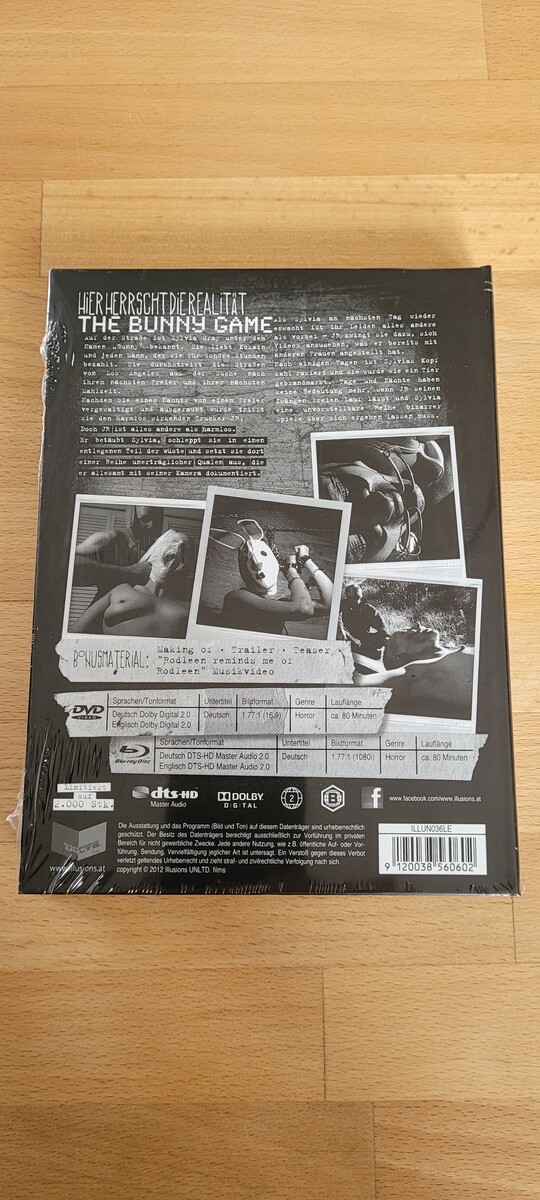 HIER HERRSCHT DIE REALITÄT
THE BUNNY GAME
Auf der Straße ist Sylvia Gray unter dem
Namen „Bunny" bekannt. Sie liebt Kokain
und jeden Mann, der sie für schöne Stunden
bezahlt. Sie durchstreift die Straßen
von Los Angeles auf der Suche nach
ihrem nächsten Freier und ihrer nächsten
Mahlzeit.
Nachdem sie eines Nachts von einem Freier
vergewaltigt und ausgeraubt wurde trifft
sie den harmlos wirkenden Trucker JR.
Doch JR ist alles andere als harmlos.
Er betäubt Sylvia, schleppt sie in einen
entlegenen Teil der Wüste und setzt sie dort
einer Reihe unerträglicher Qualen aus, die
er allesamt mit seiner Kamera dokumentiert.
Als Sylvia am nächsten Tag wieder
erwacht ist ihr Leiden alles andere
als vorbei – JR zwingt sie dazu, sich
Videos anzusehen, was er bereits mit
anderen Frauen angestellt hat.
Nach einigen Tagen ist Sylvias Kopf
kahl rasiert und sie wurde wie ein Tier
gebrandmarkt. Tage und Nächte haben
keine Bedeutung mehr, wenn JR seinen
Neigungen freien Lauf lässt und Sylvia
eine unvorstellbare Reihe bizarrer
Spiele über sich ergehen lassen muss.
BONUSMATERIAL:
Making of · Trailer · Teaser
"Rodleen reminds me of
Rodleen" Musikvideo
DVD VIDEO
Sprachen/Tonformat Untertitel Bildformat Genre Lauflänge
Deutsch Dolby Digital 2.0 Deutsch 1.77:1 (16:9) Horror ca. 80 Minuten
Englisch Dolby Digital 2.0
Blu-ray Disc
Sprachen/Tonformat Untertitel Bildformat Genre Lauflänge
Deutsch DTS-HD Master Audio 2.0 Deutsch 1.77:1 (1080i) Horror ca. 80 Minuten
Englisch DTS-HD Master Audio 2.0
Limitiert
auf
2.000 Stk.
dts-HD
Master Audio
DOLBY
DIGITAL
2
B
f
www.facebook.com/www.illusions.at
Die Ausstattung und das Programm (Bild und Ton) auf diesem Datenträger sind urheberrechtlich
geschützt. Der Besitz des Datenträgers berechtigt ausschließlich zur Vorführung im privaten
Bereich für nicht gewerbliche Zwecke. Jede andere Nutzung, wie z.B. öffentliche Auf- oder Vor-
führung, Sendung, Vervielfältigung jeglicher Art ist untersagt. Ein Verstoß gegen dieses Verbot
verletzt geltendes Urheberrecht und zieht straf- und zivilrechtliche Verfolgung nach sich.
copyright © 2012 Illusions UNLTD. films
www.illusions.at
ILLUN036LE
9 120038 560602